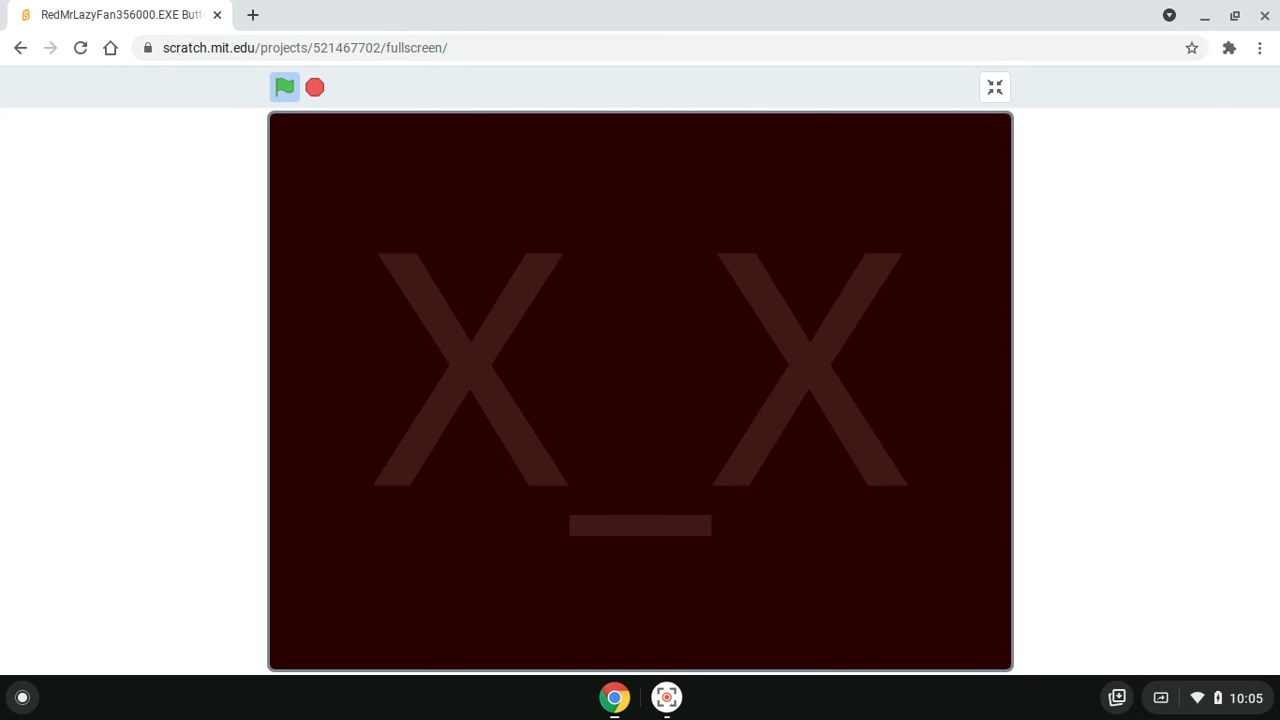 RedMrLazyFan356000.EXE Butt
scratch.mit.edu/projects/521467702/fullscreen/
X_X
10:05